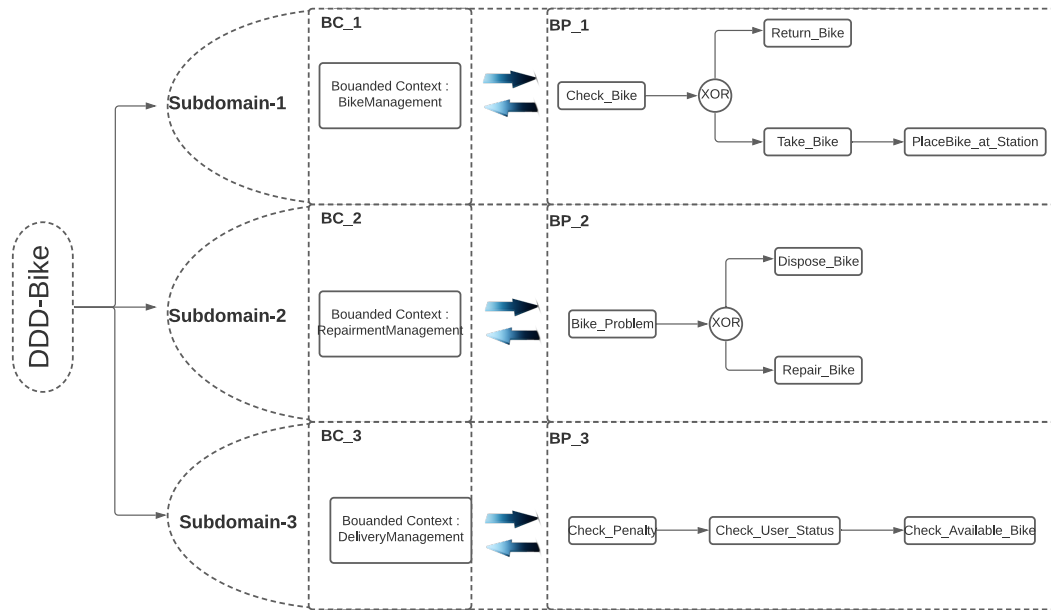 DDD-Bike
Subdomain-1
BC_1
Bouanded Context :
BikeManagement
BP_1
Check_Bike
XOR
Return_Bike
Take_Bike
PlaceBike_at_Station
Subdomain-2
BC_2
Bouanded Context :
RepairmentManagement
BP_2
Bike_Problem
XOR
Dispose_Bike
Repair_Bike
Subdomain-3
BC_3
Bouanded Context :
DeliveryManagement
BP_3
Check_Penalty
Check_User_Status
Check_Available_Bike